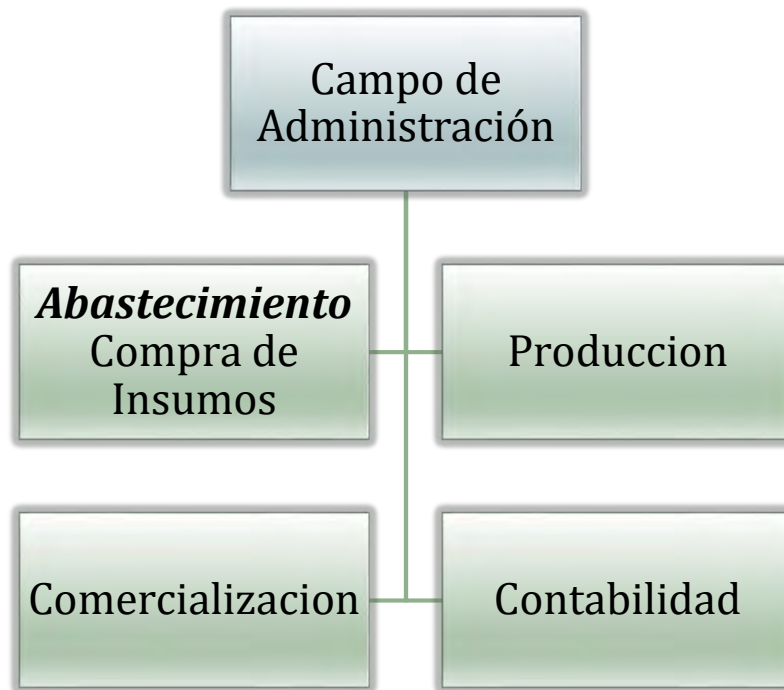 Campo de
Administración
Abastecimiento
Compra de
Insumos
Produccion
Comercializacion
Contabilidad